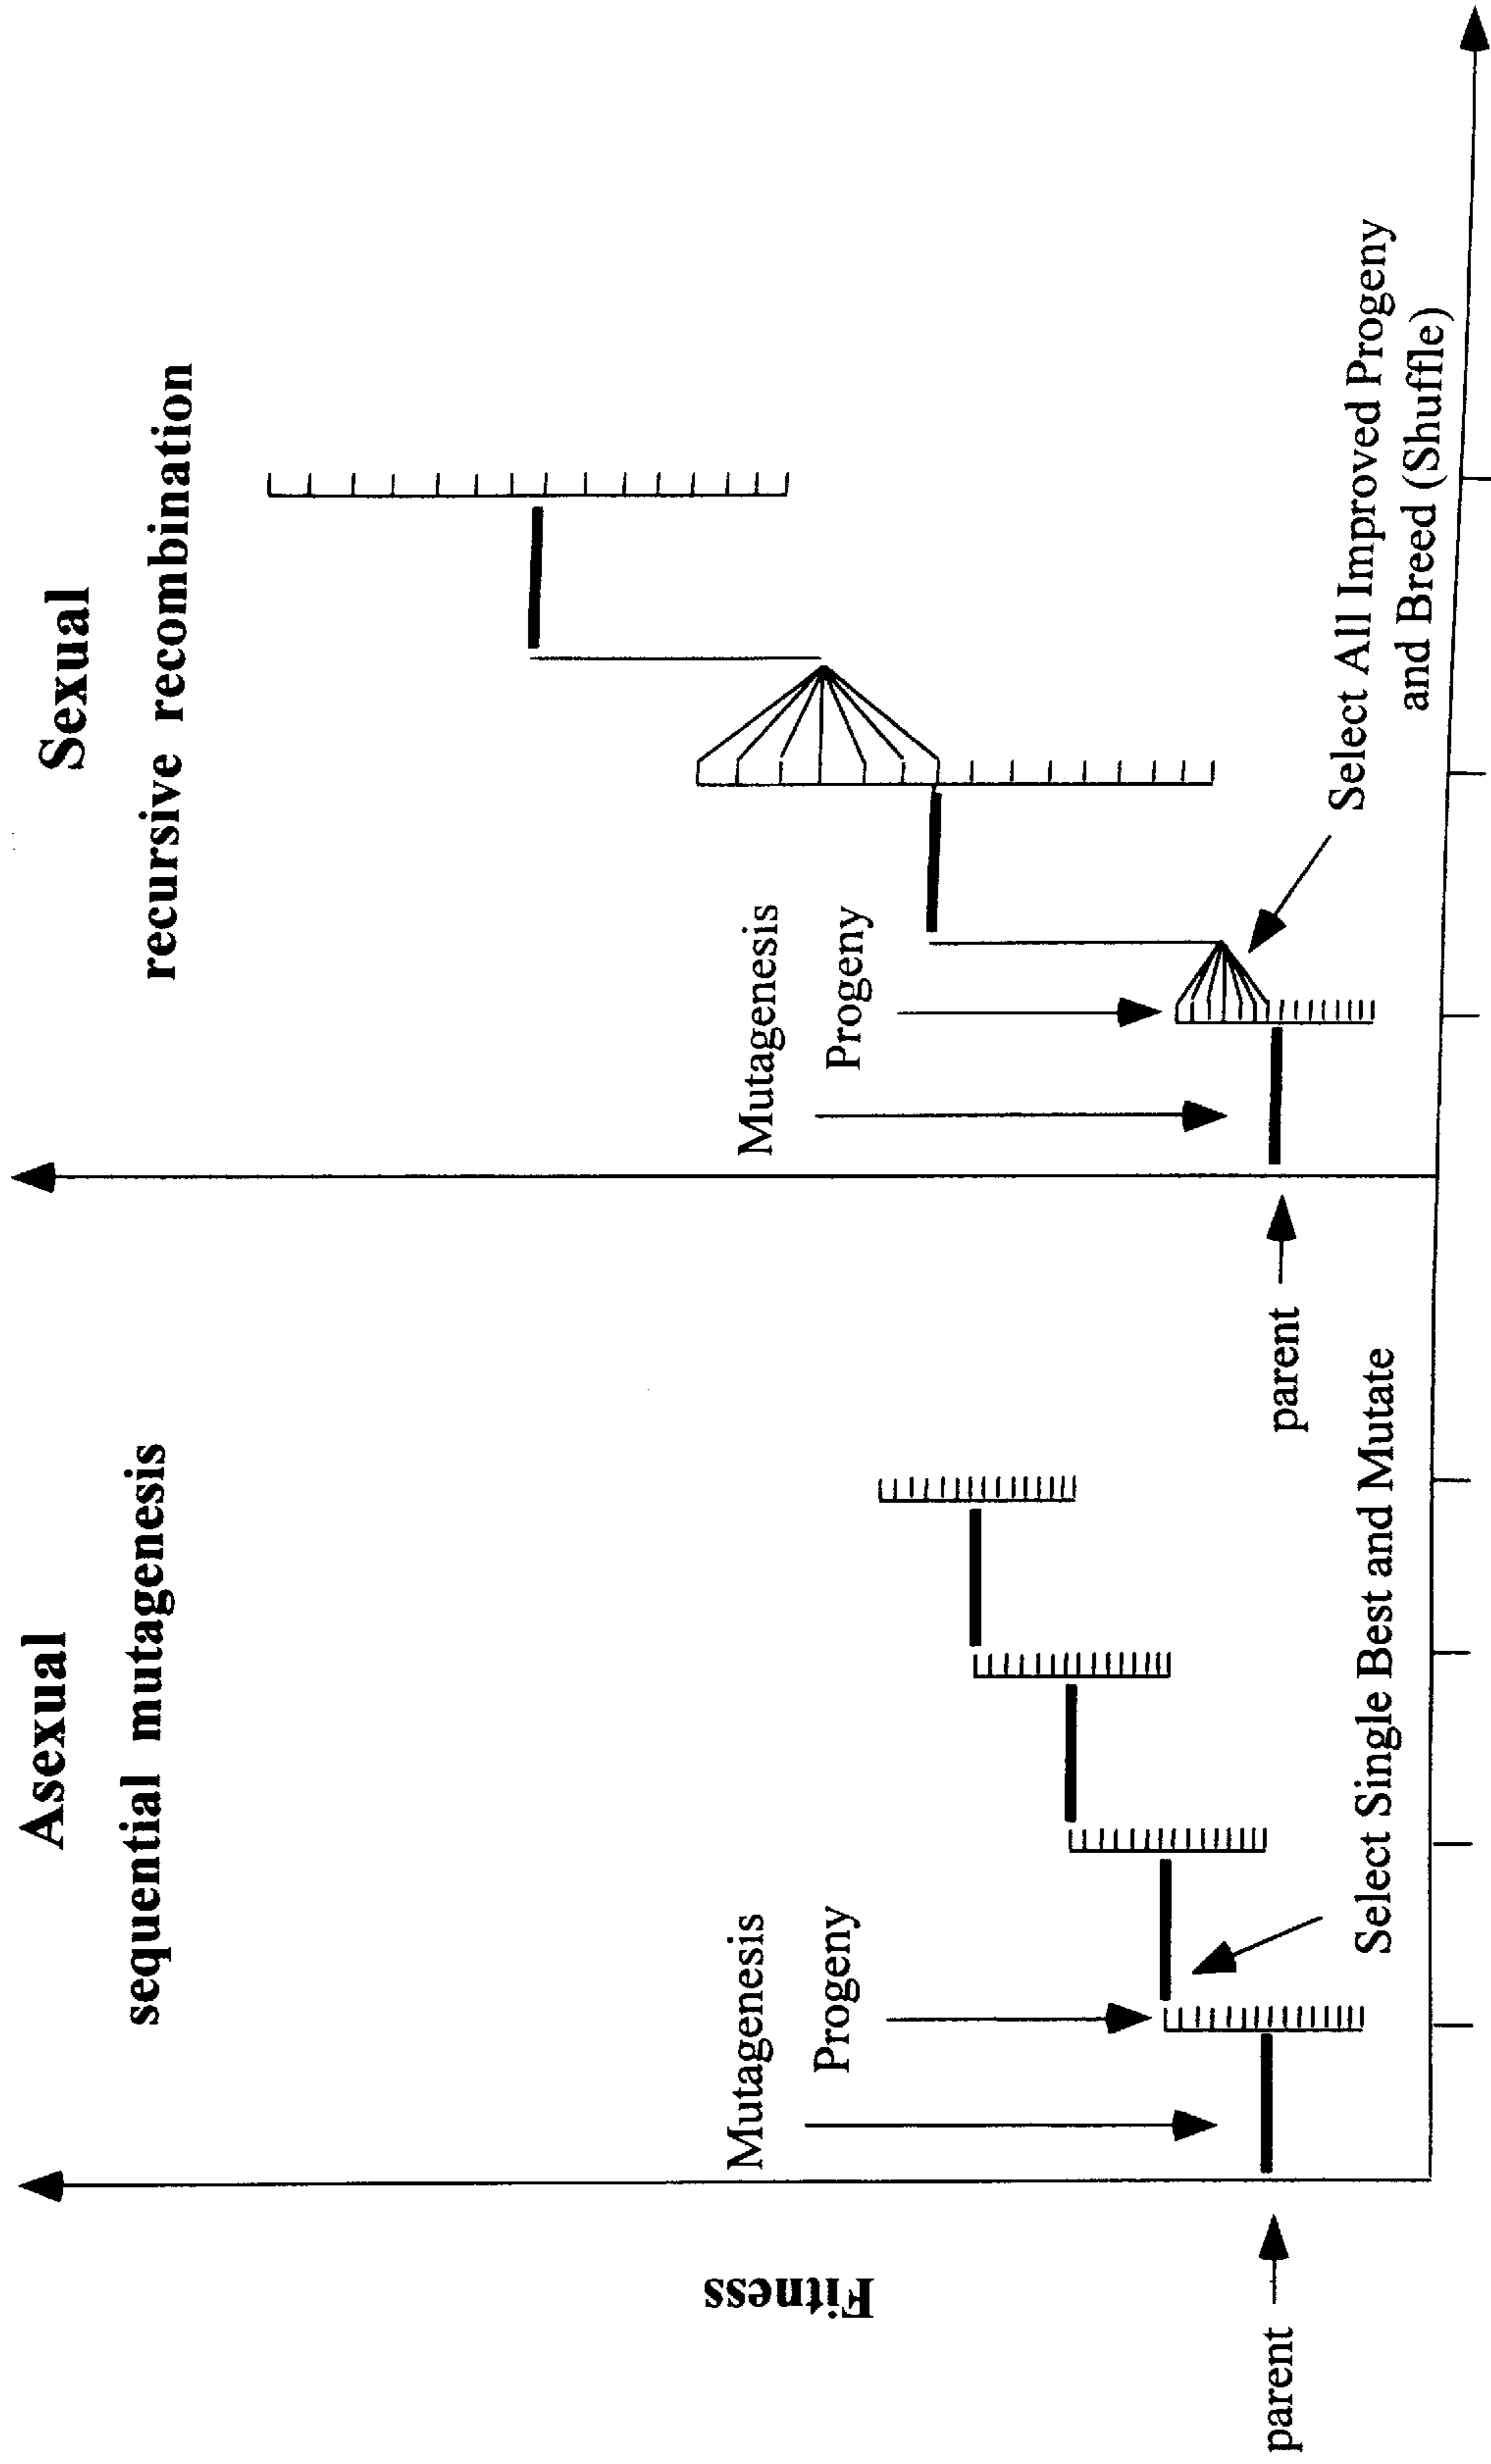 Asexual
sequential mutagenesis
Mutagenesis
Progeny
Select Single Best and Mutate
Fitness
parent
Sexual
recursive recombination
Mutagenesis
Progeny
Select All Improved Progeny
and Breed (Shuffle)
parent